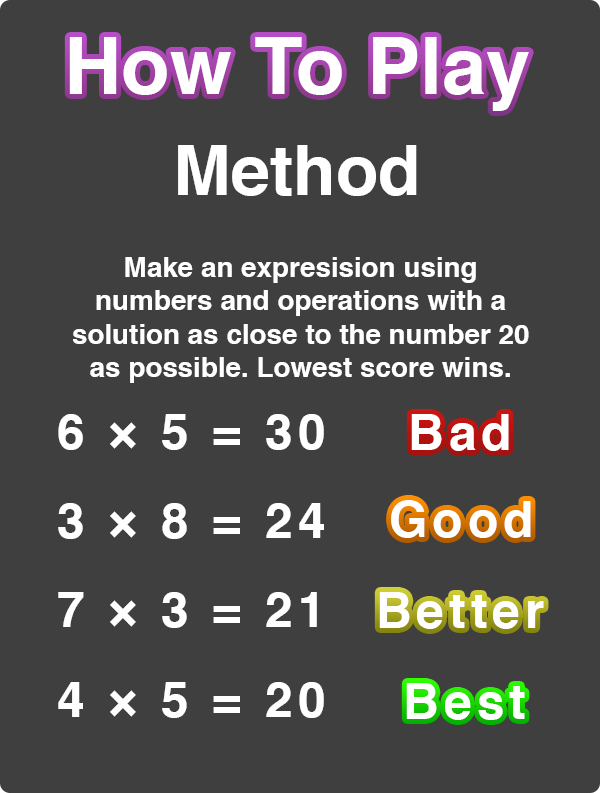 How To Play
Method
Make an expresision using
numbers and operations with a
solution as close to the number 20
as possible. Lowest score wins.
6 × 5 = 30 Bad
3 × 8 = 24 Good
7 × 3 = 21 Better
4 × 5 = 20 Best